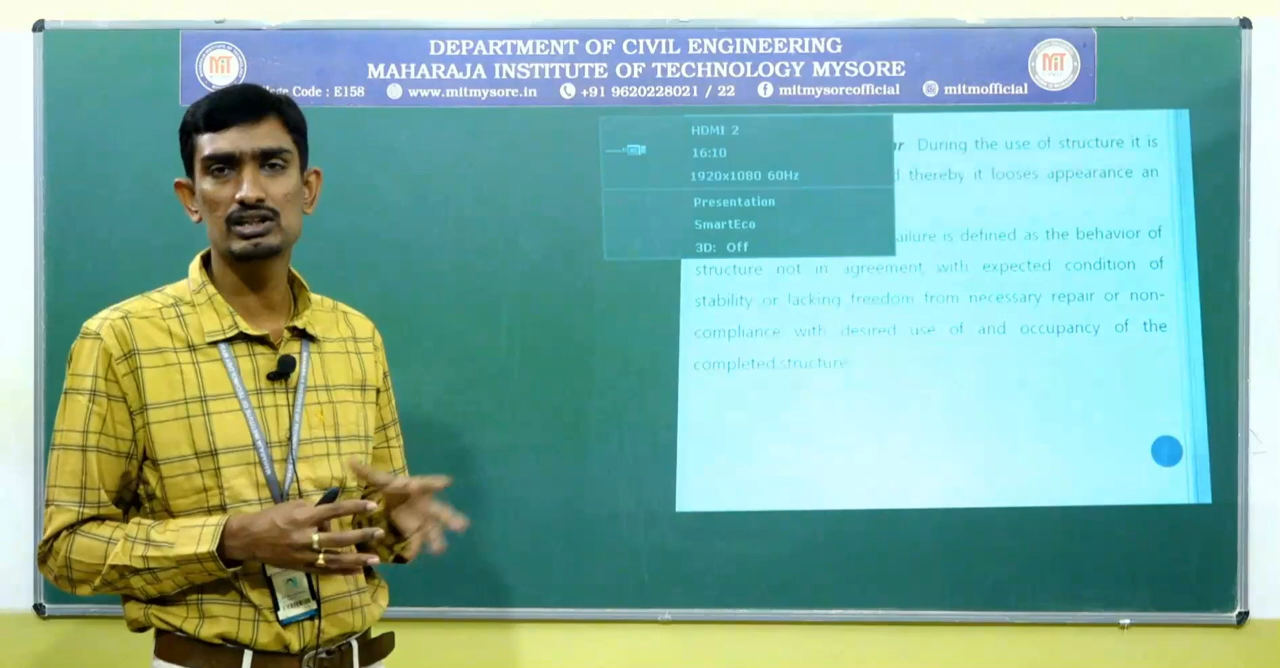 DEPARTMENT OF CIVIL ENGINEERING
MAHARAJA INSTITUTE OF TECHNOLOGY MYSORE
Code : E158 www.mitmysore.in +91 9620228021 / 22 mitmysoreofficial mitmofficial
MIT
MIT
HDMI 2
16:10
1920x1080 60Hz
Presentation
SmartEco
3D: Off
During the use of structure it is
thereby it looses appearance an
is defined as the behavior of
structure not in agreement with expected condition of
stability or lacking freedom from necessary repair or non-
compliance with desired use of and occupancy of the
completed structure